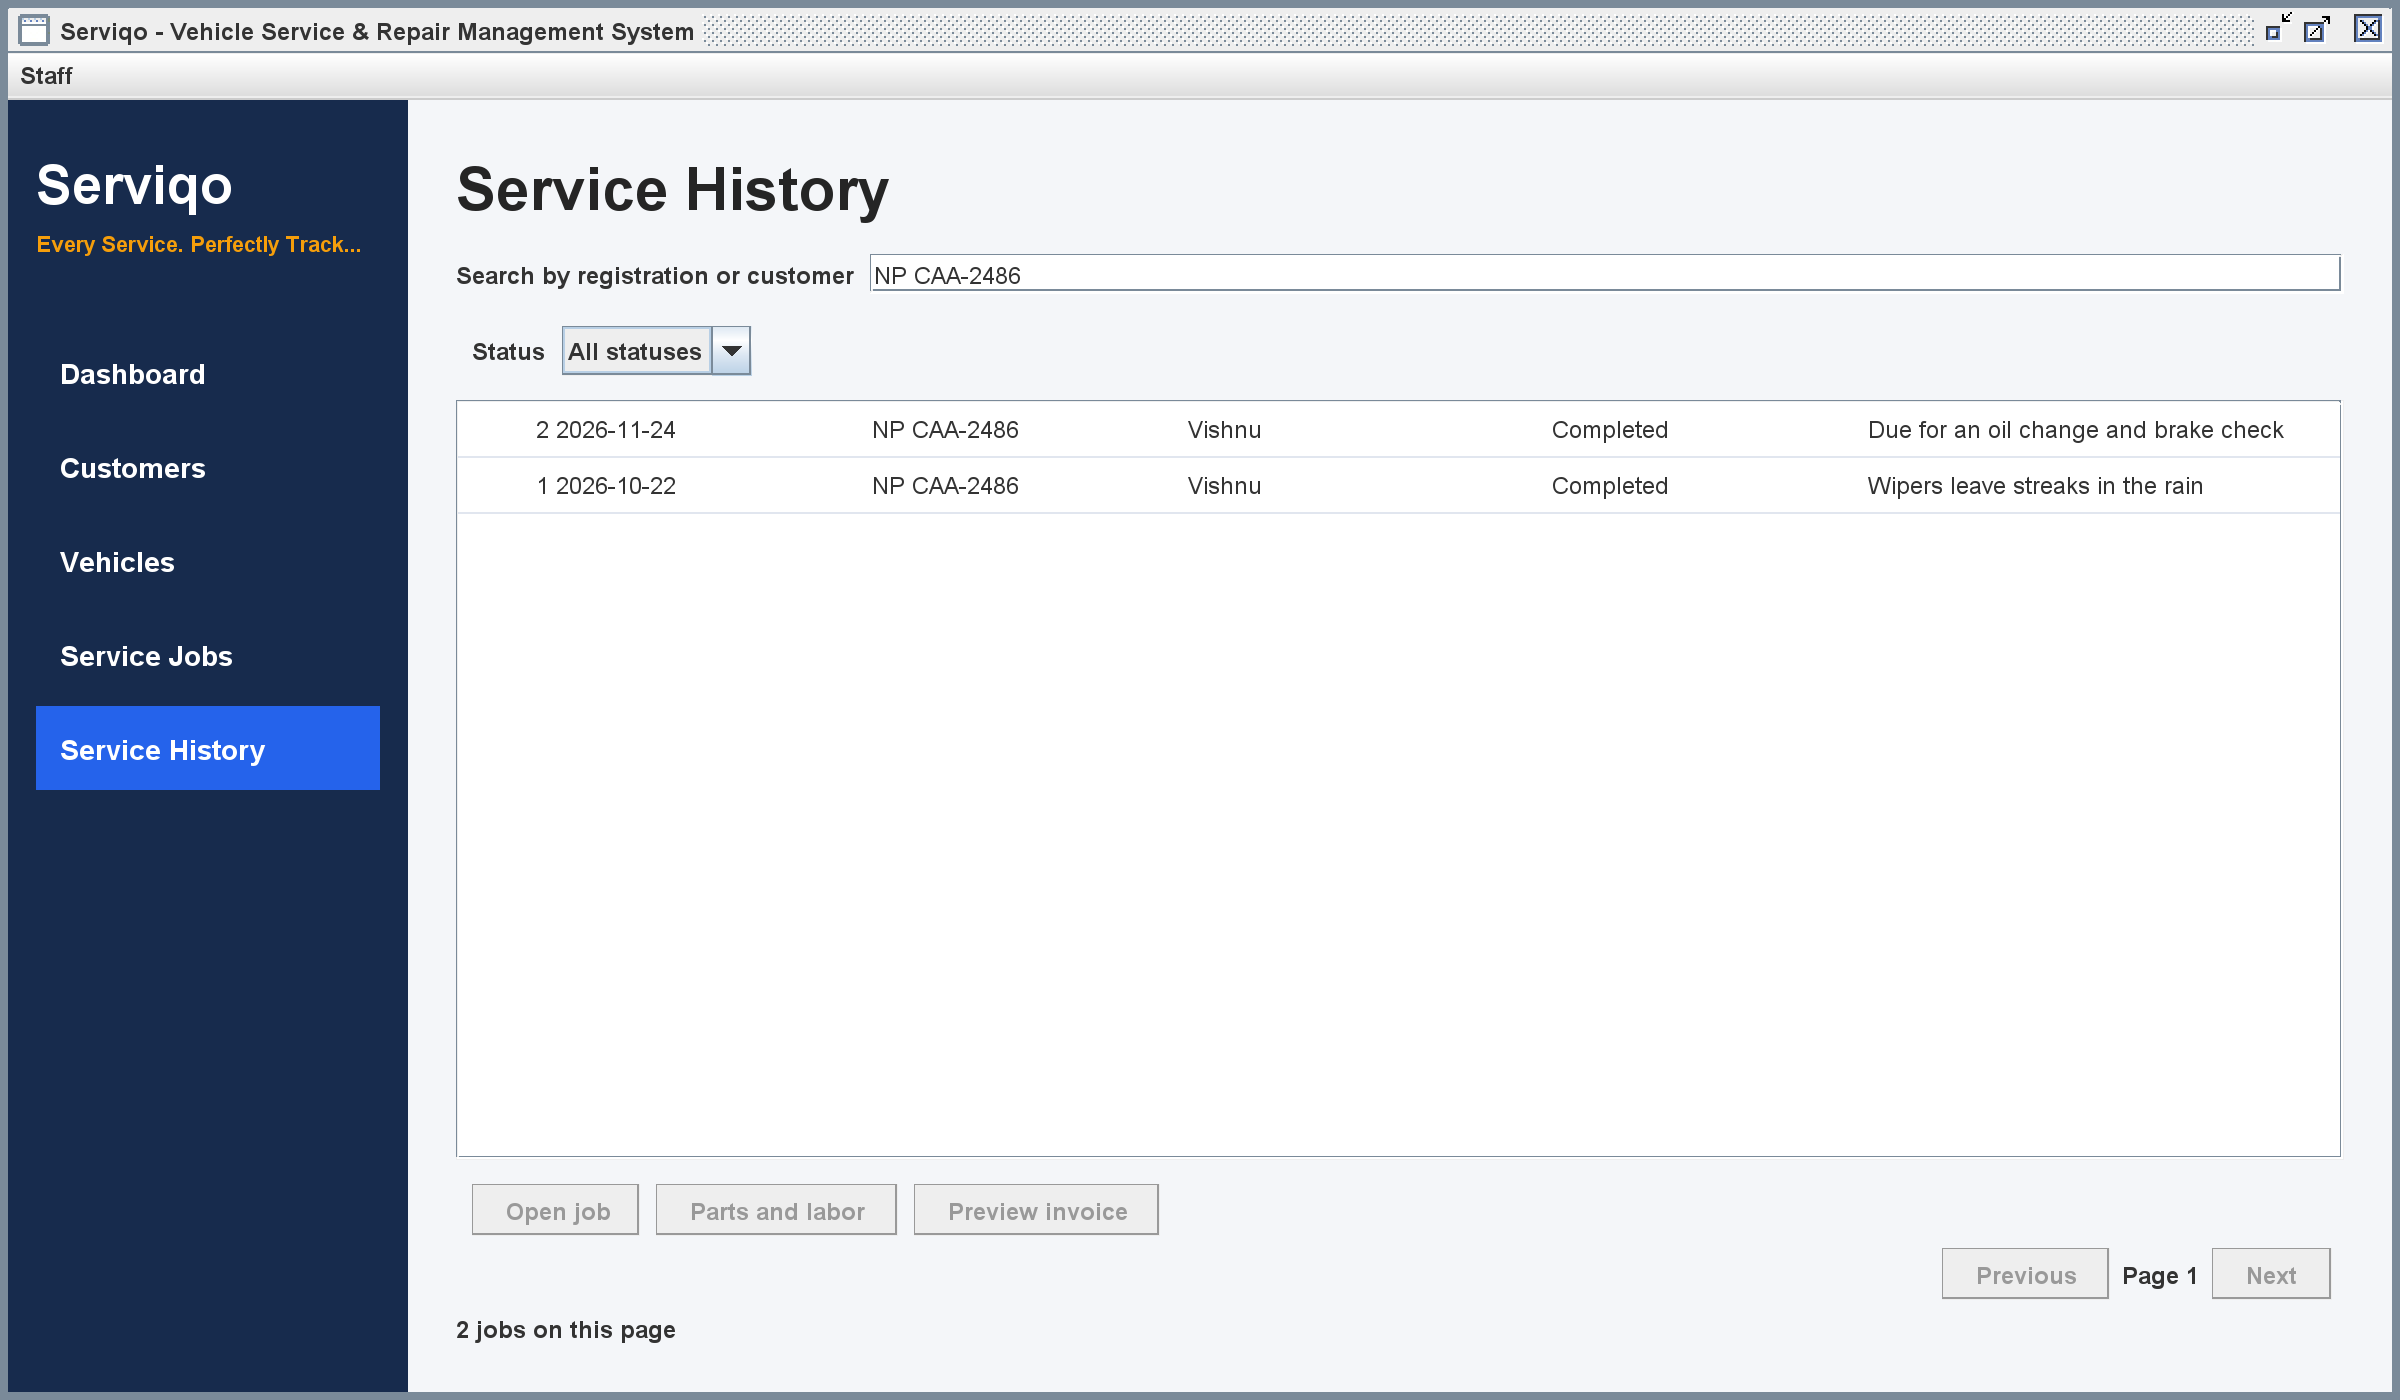 Serviqo - Vehicle Service & Repair Management System
Staff
Serviqo
Every Service. Perfectly Track...
Dashboard
Customers
Vehicles
Service Jobs
Service History
Service History
Search by registration or customer NP CAA-2486
Status All statuses
2 2026-11-24 NP CAA-2486 Vishnu Completed Due for an oil change and brake check
1 2026-10-22 NP CAA-2486 Vishnu Completed Wipers leave streaks in the rain
Open job Parts and labor Preview invoice
Previous Page 1 Next
2 jobs on this page